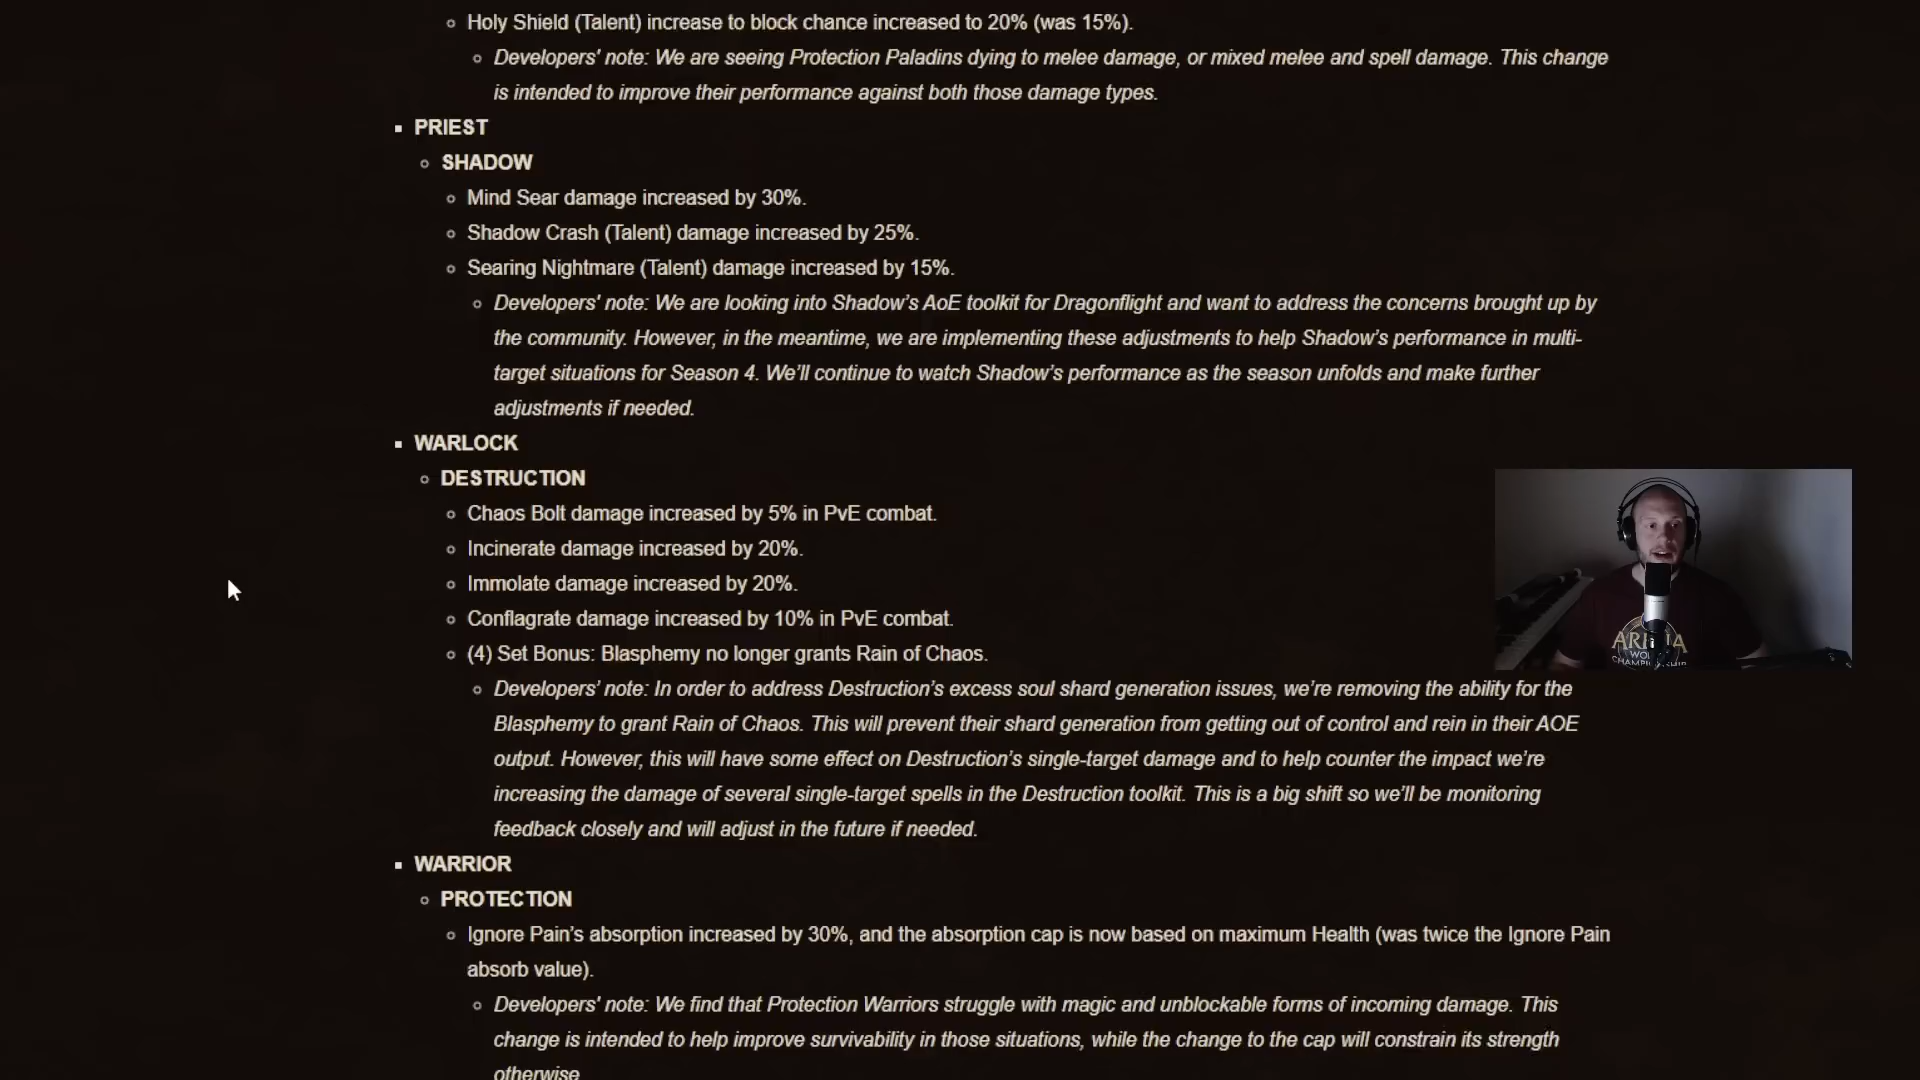 Holy Shield (Talent) increase to block chance increased to 20% (was 15%).
Developers' note: We are seeing Protection Paladins dying to melee damage, or mixed melee and spell damage. This change
is intended to improve their performance against both those damage types.
PRIEST
SHADOW
Mind Sear damage increased by 30%.
Shadow Crash (Talent) damage increased by 25%.
Searing Nightmare (Talent) damage increased by 15%.
Developers' note: We are looking into Shadow's AoE toolkit for Dragonflight and want to address the concerns brought up by
the community. However, in the meantime, we are implementing these adjustments to help Shadow's performance in multi-
target situations for Season 4. We'll continue to watch Shadow's performance as the season unfolds and make further
adjustments if needed.
WARLOCK
DESTRUCTION
Chaos Bolt damage increased by 5% in PvE combat.
Incinerate damage increased by 20%.
Immolate damage increased by 20%.
Conflagrate damage increased by 10% in PvE combat.
(4) Set Bonus: Blasphemy no longer grants Rain of Chaos.
Developers' note: In order to address Destruction's excess soul shard generation issues, we're removing the ability for the
Blasphemy to grant Rain of Chaos. This will prevent their shard generation from getting out of control and rein in their AOE
output. However, this will have some effect on Destruction's single-target damage and to help counter the impact we're
increasing the damage of several single-target spells in the Destruction toolkit. This is a big shift so we'll be monitoring
feedback closely and will adjust in the future if needed.
WARRIOR
PROTECTION
Ignore Pain's absorption increased by 30%, and the absorption cap is now based on maximum Health (was twice the Ignore Pain
absorb value).
Developers' note: We find that Protection Warriors struggle with magic and unblockable forms of incoming damage. This
change is intended to help improve survivability in those situations, while the change to the cap will constrain its strength
otherwise